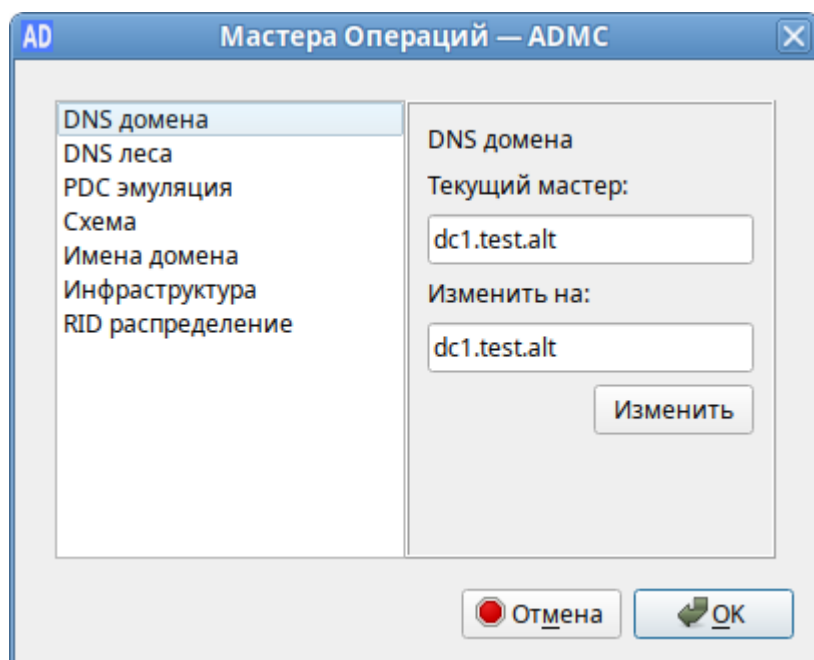 AD
Мастера Операций — ADMC
DNS домена
DNS леса
PDC эмуляция
Схема
Имена домена
Инфраструктура
RID распределение
DNS домена
Текущий мастер:
dc1.test.alt
Изменить на:
dc1.test.alt
Изменить
Отмена
OK